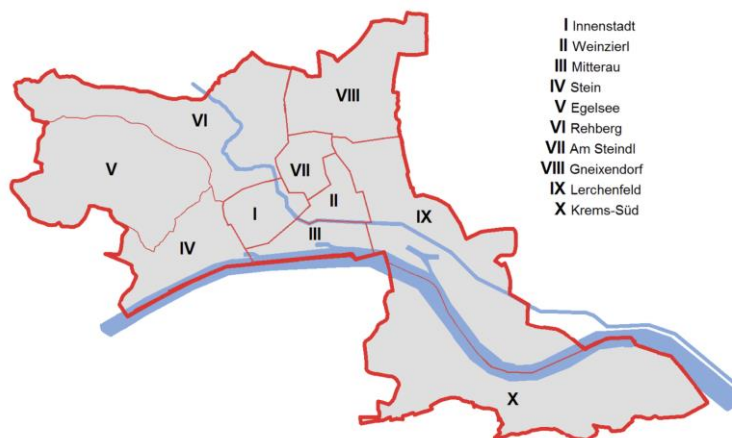 I Innenstadt
II Weinzierl
III Mitterau
IV Stein
V Egelsee
VI Rehberg
VII Am Steindl
VIII Gneixendorf
IX Lerchenfeld
X Krems-Süd
VIII
VI
V
VII
II
I
IX
III
IV
X